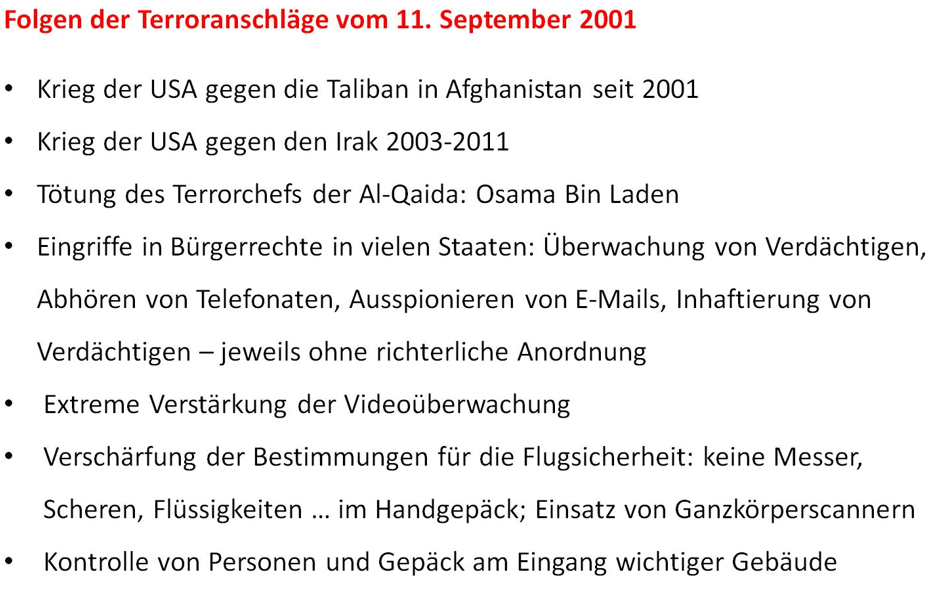 Folgen der Terroranschläge vom 11. September 2001
• Krieg der USA gegen die Taliban in Afghanistan seit 2001
• Krieg der USA gegen den Irak 2003-2011
• Tötung des Terrorchefs der Al-Qaida: Osama Bin Laden
• Eingriffe in Bürgerrechte in vielen Staaten: Überwachung von Verdächtigen,
Abhören von Telefonaten, Ausspionieren von E-Mails, Inhaftierung von
Verdächtigen – jeweils ohne richterliche Anordnung
• Extreme Verstärkung der Videoüberwachung
• Verschärfung der Bestimmungen für die Flugsicherheit: keine Messer,
Scheren, Flüssigkeiten … im Handgepäck; Einsatz von Ganzkörperscannern
• Kontrolle von Personen und Gepäck am Eingang wichtiger Gebäude